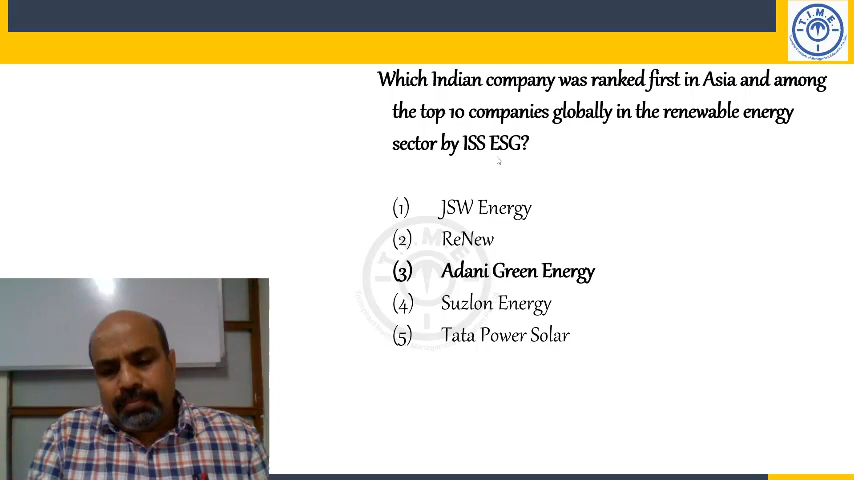 T.I.M.E.
Which Indian company was ranked first in Asia and among
the top 10 companies globally in the renewable energy
sector by ISS ESG?
(1) JSW Energy
(2) ReNew
(3) Adani Green Energy
(4) Suzlon Energy
(5) Tata Power Solar